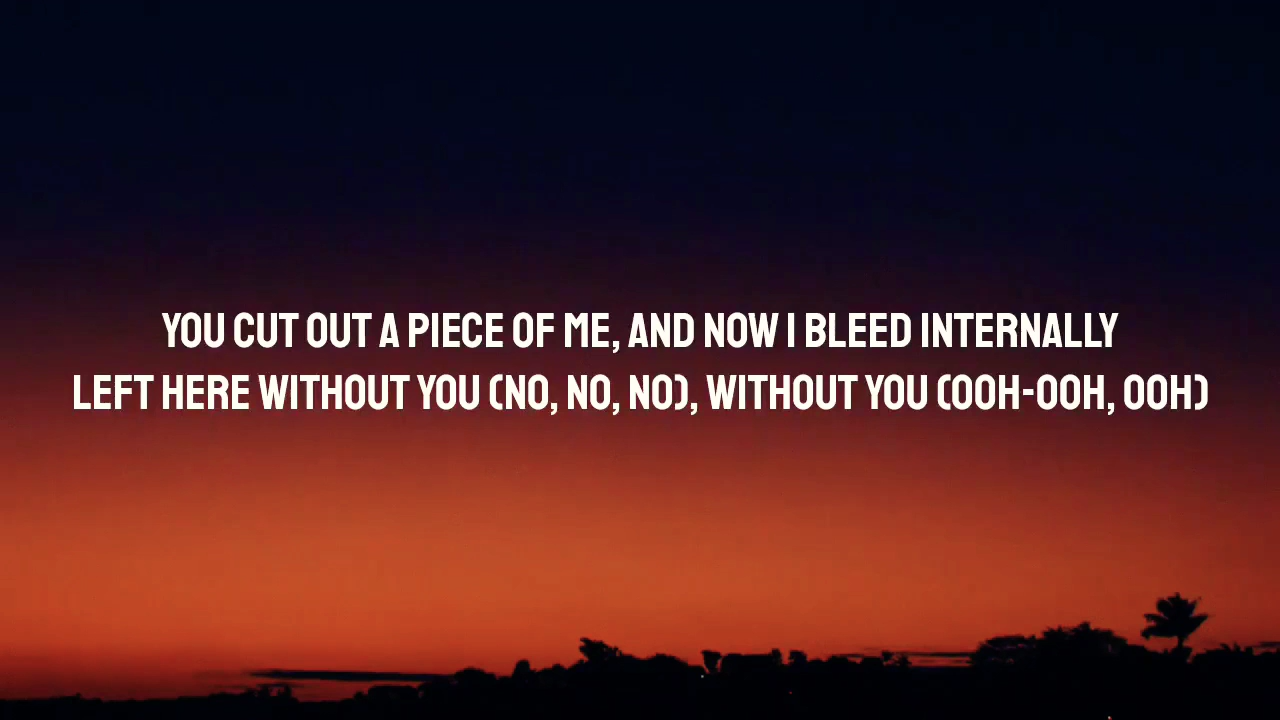 YOU CUT OUT A PIECE OF ME, AND NOW I BLEED INTERNALLY
LEFT HERE WITHOUT YOU (NO, NO, NO), WITHOUT YOU (OOH-OOH, OOH)